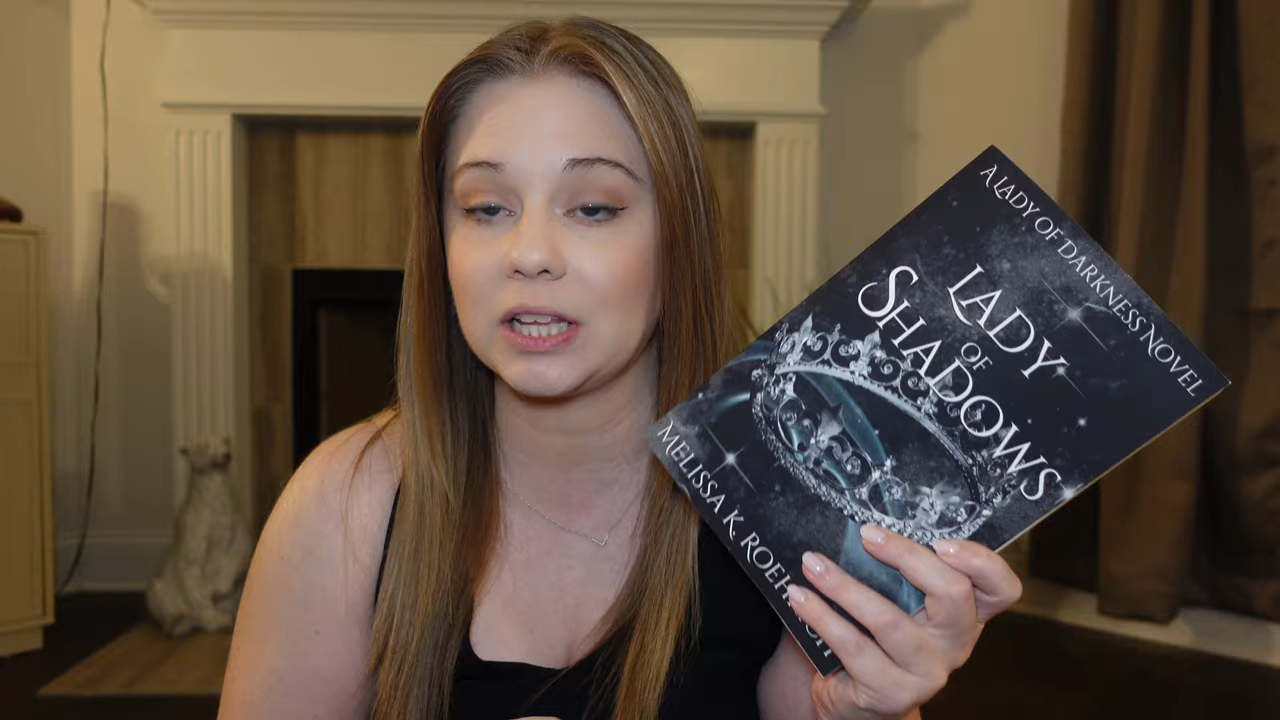 A LADY OF DARKNESS NOVEL
LADY
OF
SHADOWS
MELISSA K.